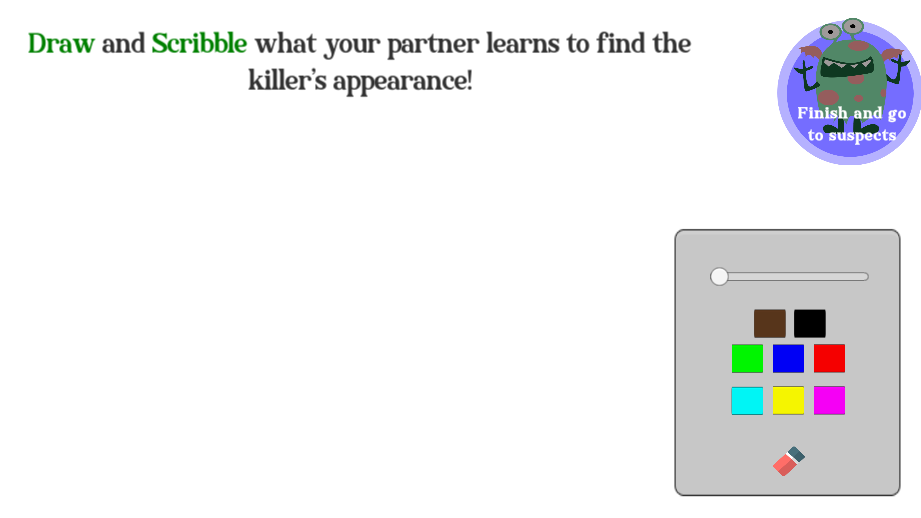 Draw and Scribble what your partner learns to find the
killer's appearance!
Finish and go
to suspects